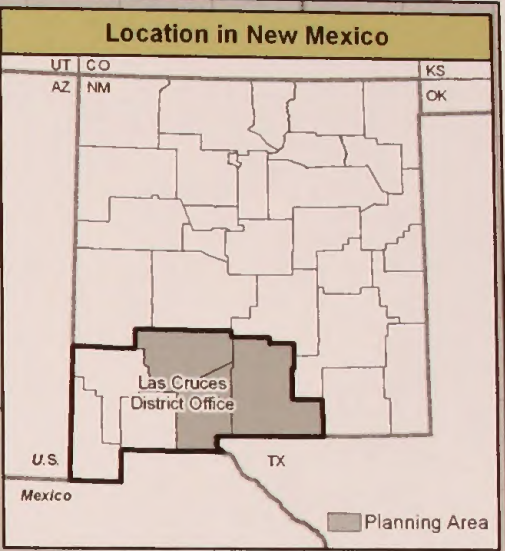 Location in New Mexico
UT CO
KS
AZ NM
OK
Las Cruces
District Office
U.S.
TX
Mexico
Planning Area